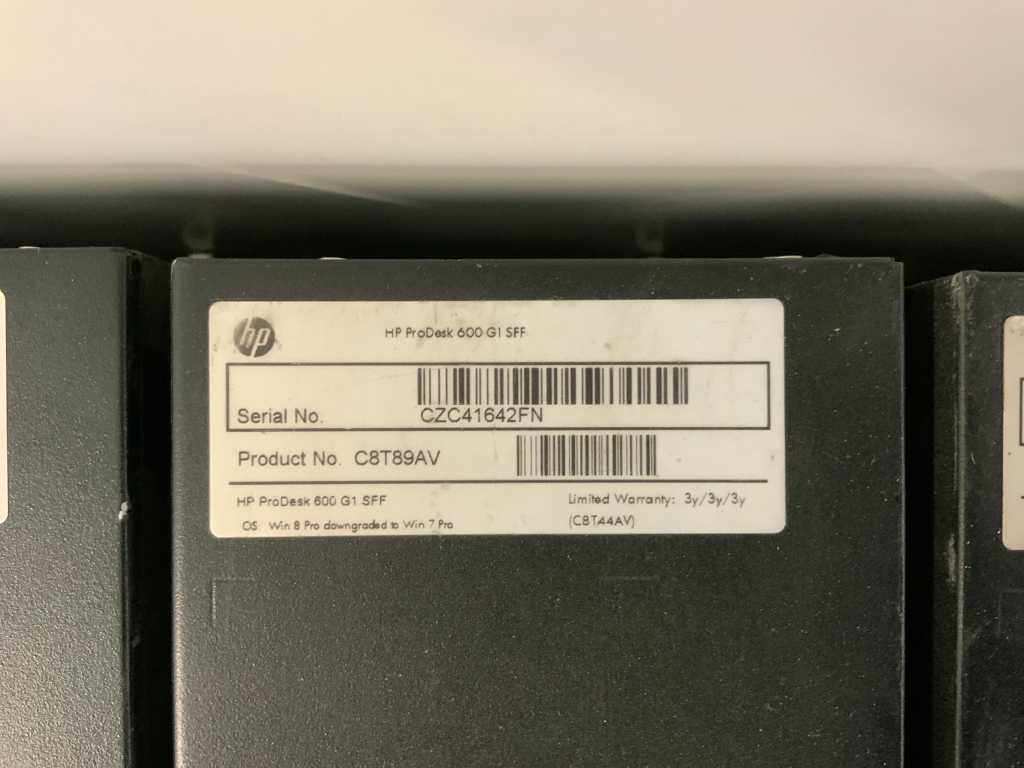 hp
HP ProDesk 600 G1 SFF
Serial No. CZC41642FN
Product No. C8T89AV
HP ProDesk 600 G1 SFF Limited Warranty: 3y/3y/3y
OS: Win 8 Pro downgraded to Win 7 Pro (C8T44AV)